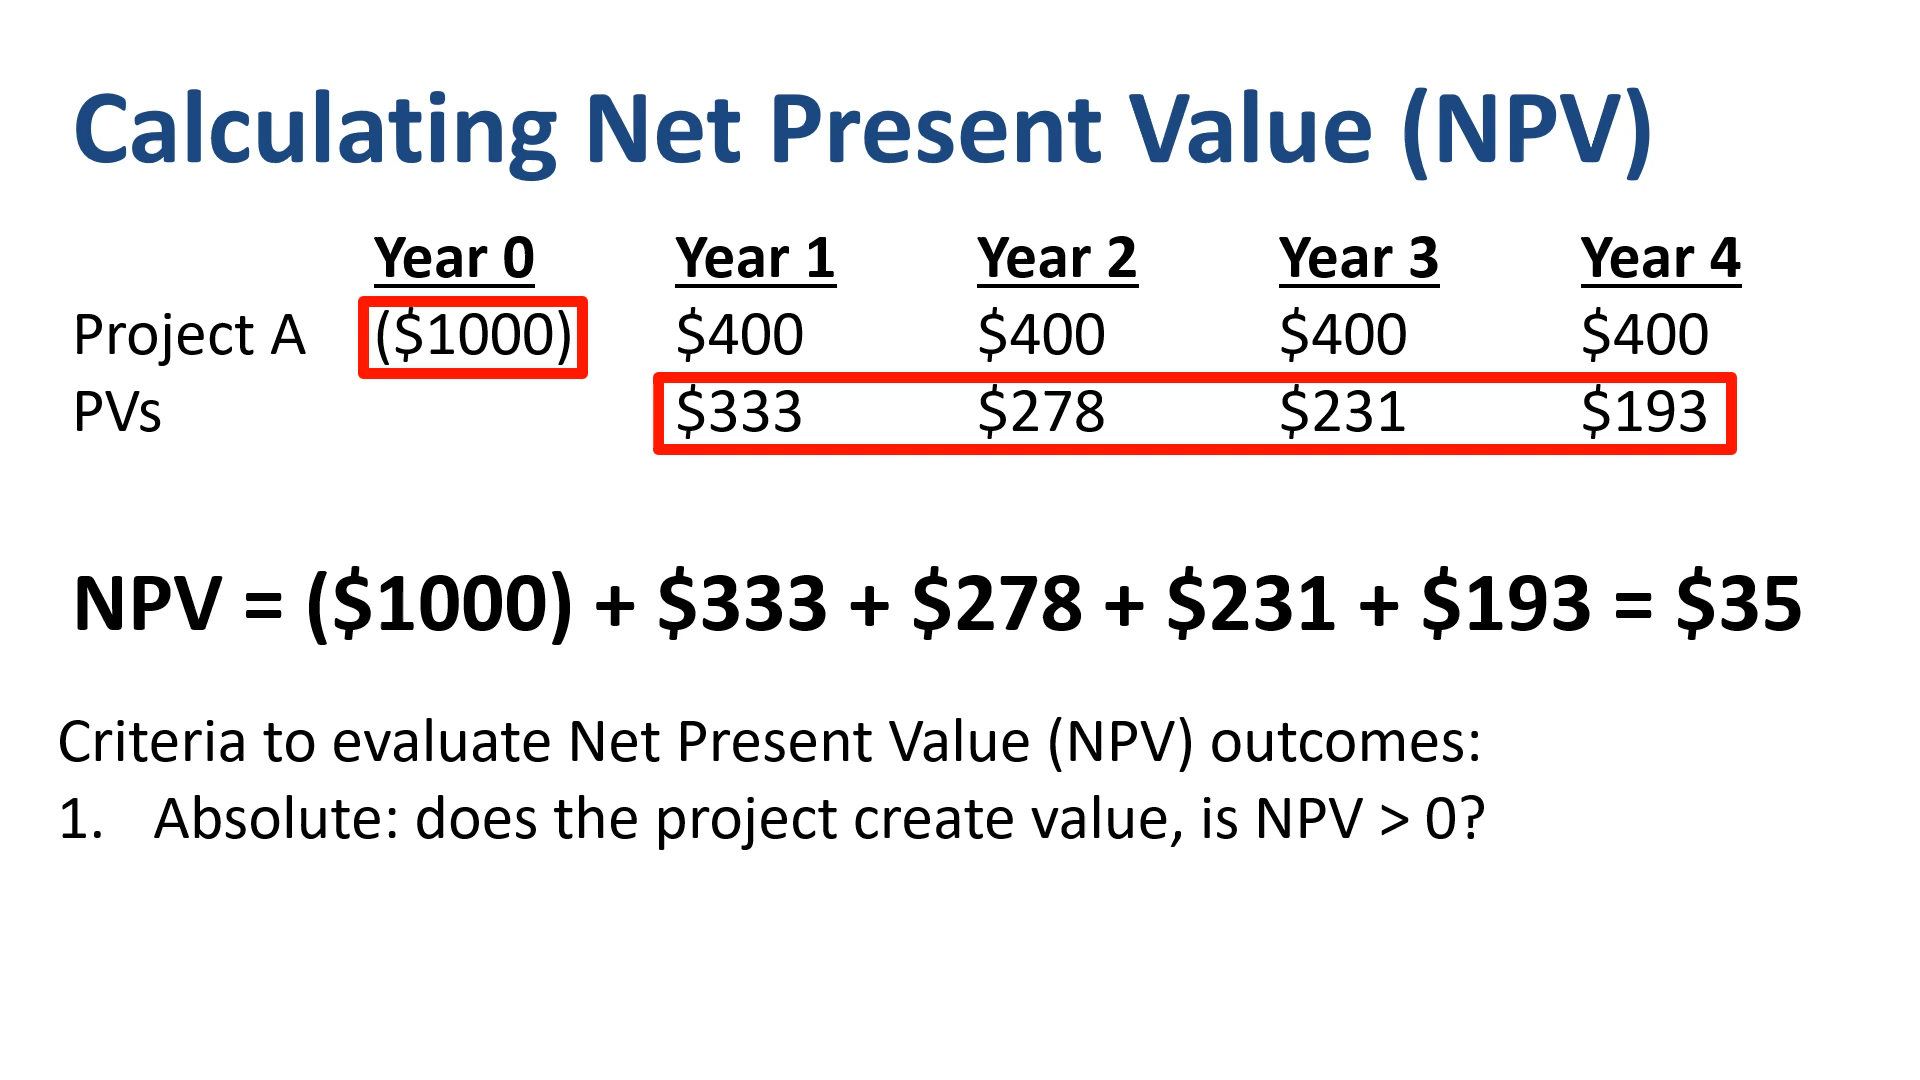 Calculating Net Present Value (NPV)
Year 0 Year 1 Year 2 Year 3 Year 4
Project A ($1000) $400 $400 $400 $400
PVs $333 $278 $231 $193
NPV = ($1000) + $333 + $278 + $231 + $193 = $35
Criteria to evaluate Net Present Value (NPV) outcomes:
1. Absolute: does the project create value, is NPV > 0?